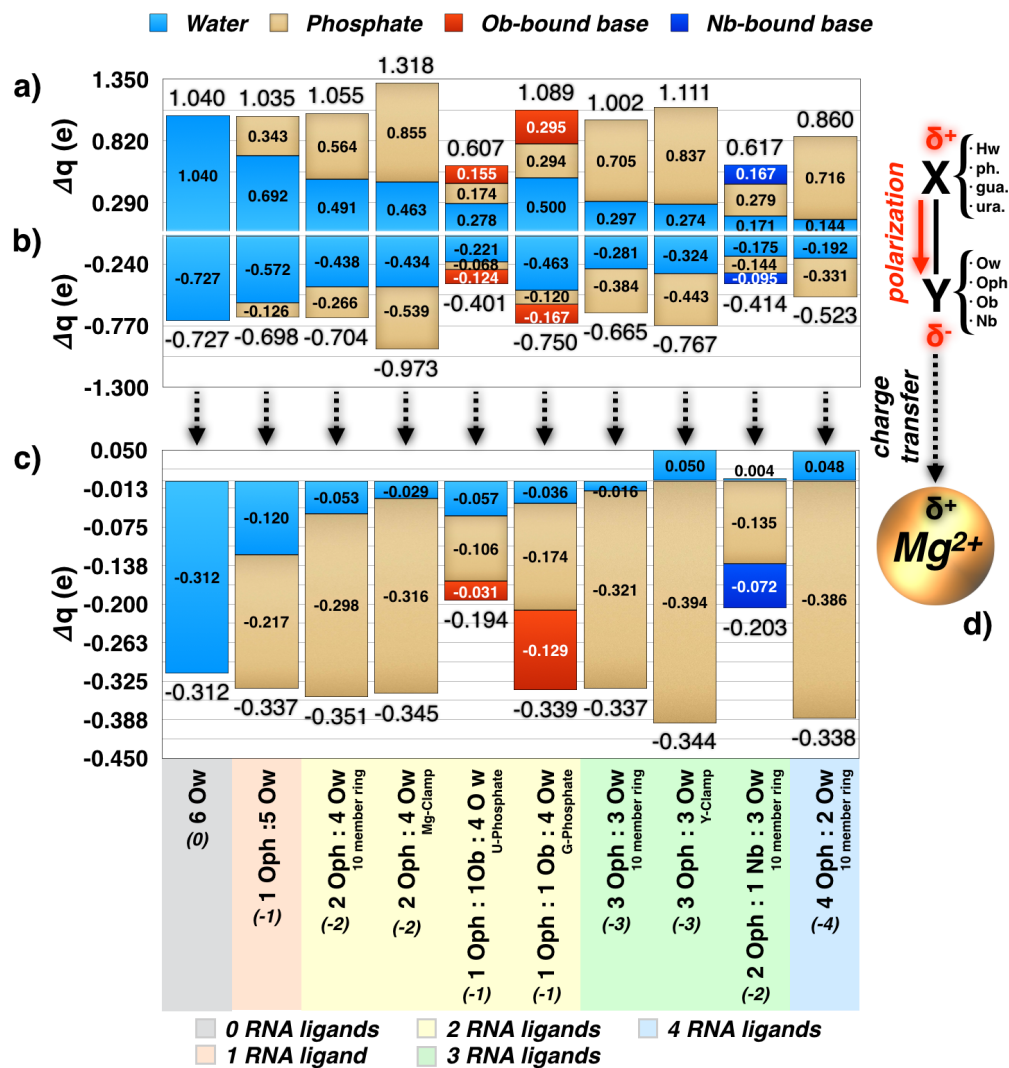 Water Phosphate Ob-bound base Nb-bound base
a)
Δq (e)
1.350
0.820
0.290
1.040 1.035 1.055 1.318 0.607 1.089 1.002 1.111 0.617 0.860
1.040
0.343
0.692
0.564
0.491
0.855
0.463
0.155
0.174
0.278
0.295
0.294
0.500
0.705
0.297
0.837
0.274
0.167
0.279
0.171
0.716
0.144
b)
Δq (e)
-0.240
-0.770
-1.300
-0.727
-0.572
-0.126
-0.438
-0.266
-0.434
-0.539
-0.221
-0.068
-0.124
-0.463
-0.120
-0.167
-0.281
-0.384
-0.324
-0.443
-0.175
-0.144
-0.095
-0.192
-0.331
-0.727 -0.698 -0.704 -0.973 -0.401 -0.750 -0.665 -0.767 -0.414 -0.523
c)
Δq (e)
0.050
-0.013
-0.075
-0.138
-0.200
-0.263
-0.325
-0.388
-0.450
-0.312
-0.120
-0.217
-0.053
-0.298
-0.029
-0.316
-0.057
-0.106
-0.031
-0.036
-0.174
-0.129
-0.016
-0.321
0.050
-0.394
0.004
-0.135
-0.072
0.048
-0.386
-0.312 -0.337 -0.351 -0.345 -0.194 -0.339 -0.337 -0.344 -0.203 -0.338
6 Ow
(0)
1 Oph :5 Ow
(-1)
2 Oph : 4 Ow
10 member ring
(-2)
2 Oph : 4 Ow
Mg-Clamp
(-2)
1 Oph : 1Ob : 4 O w
U-Phosphate
(-1)
1 Oph : 1 Ob : 4 Ow
G-Phosphate
(-1)
3 Oph : 3 Ow
10 member ring
(-3)
3 Oph : 3 Ow
Y-Clamp
(-3)
2 Oph : 1 Nb : 3 Ow
10 member ring
(-2)
4 Oph : 2 Ow
10 member ring
(-4)
0 RNA ligands
1 RNA ligand
2 RNA ligands
3 RNA ligands
4 RNA ligands
δ+
X
· Hw
· ph.
· gua.
· ura.
polarization
Y
· Ow
· Oph
· Ob
· Nb
δ-
charge
transfer
δ+
Mg²⁺
d)